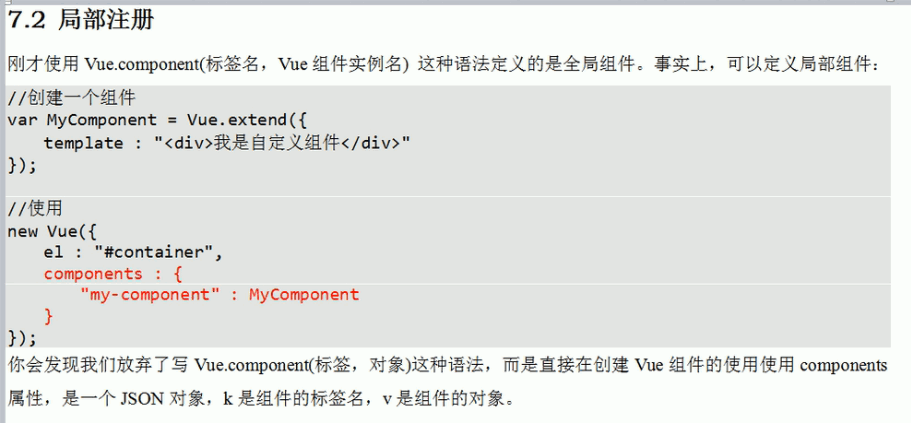 7.2 局部注册
刚才使用 Vue.component(标签名，Vue 组件实例名) 这种语法定义的是全局组件。事实上，可以定义局部组件：
//创建一个组件
var MyComponent = Vue.extend({
    template : "<div>我是自定义组件</div>"
});
//使用
new Vue({
    el : "#container",
    components : {
        "my-component" : MyComponent
    }
});
你会发现我们放弃了写 Vue.component(标签，对象)这种语法，而是直接在创建 Vue 组件的使用使用 components
属性，是一个 JSON 对象，k 是组件的标签名，v 是组件的对象。